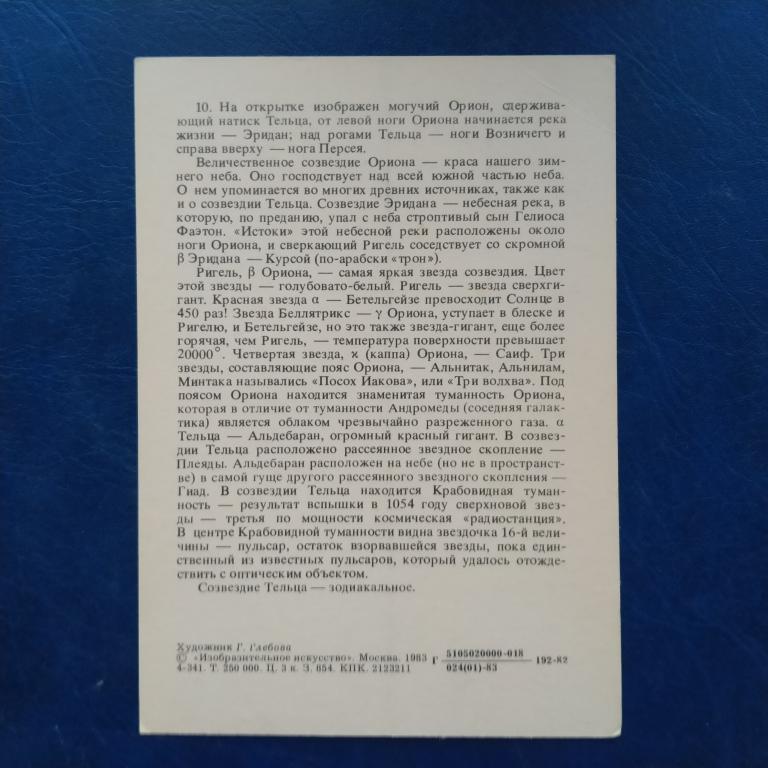 10. На открытке изображен могучий Орион, сдержива-
ющий натиск Тельца, от левой ноги Ориона начинается река
жизни — Эридан; над рогами Тельца — ноги Возничего и
справа вверху — нога Персея.
Величественное созвездие Ориона — краса нашего зим-
него неба. Оно господствует над всей южной частью неба.
О нем упоминается во многих древних источниках, также как
и о созвездии Тельца. Созвездие Эридана — небесная река, в
которую, по преданию, упал с неба строптивый сын Гелиоса
Фаэтон. «Истоки» этой небесной реки расположены около
ноги Ориона, и сверкающий Ригель соседствует со скромной
β Эридана — Курсой (по-арабски «трон»).
Ригель, β Ориона, — самая яркая звезда созвездия. Цвет
этой звезды — голубовато-белый. Ригель — звезда сверхги-
гант. Красная звезда α — Бетельгейзе превосходит Солнце в
450 раз! Звезда Беллятрикс — γ Ориона, уступает в блеске и
Ригелю, и Бетельгейзе, но это также звезда-гигант, еще более
горячая, чем Ригель, — температура поверхности превышает
20000°. Четвертая звезда, ϰ (каппа) Ориона, — Саиф. Три
звезды, составляющие пояс Ориона, — Альнитак, Альнилам,
Минтака назывались «Посох Иакова», или «Три волхва». Под
поясом Ориона находится знаменитая туманность Ориона,
которая в отличие от туманности Андромеды (соседняя галак-
тика) является облаком чрезвычайно разреженного газа. α
Тельца — Альдебаран, огромный красный гигант. В созвез-
дии Тельца расположено рассеянное звездное скопление —
Плеяды. Альдебаран расположен на небе (но не в пространст-
ве) в самой гуще другого рассеянного звездного скопления —
Гиад. В созвездии Тельца находится Крабовидная туман-
ность — результат вспышки в 1054 году сверхновой звез-
ды — третья по мощности космическая «радиостанция».
В центре Крабовидной туманности видна звездочка 16-й вели-
чины — пульсар, остаток взорвавшейся звезды, пока един-
ственный из известных пульсаров, который удалось отожде-
ствить с оптическим объектом.
Созвездие Тельца — зодиакальное.
Художник Г. Глебова
© «Изобразительное искусство». Москва. 1983
4-341. Т. 250 000. Ц. 3 к. З. 654. КПК. 2123211
Г 5105020000-018 192-82
024(01)-83